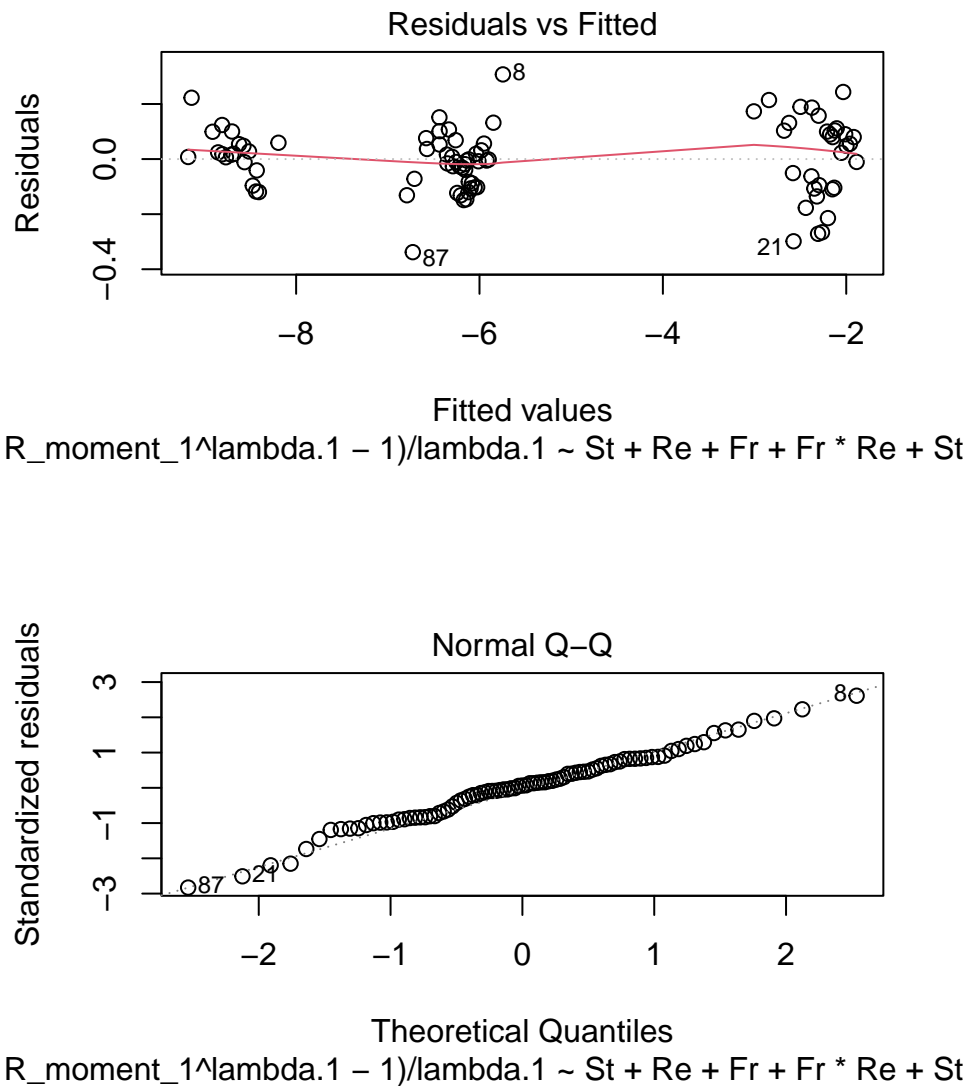 Residuals vs Fitted
Residuals
0.0
−0.4
8
87
21
−8
−6
−4
−2
Fitted values
R_moment_1^lambda.1 − 1)/lambda.1 ~ St + Re + Fr + Fr * Re + St
Normal Q−Q
Standardized residuals
3
1
−1
−3
8
87
21
−2
−1
0
1
2
Theoretical Quantiles
R_moment_1^lambda.1 − 1)/lambda.1 ~ St + Re + Fr + Fr * Re + St